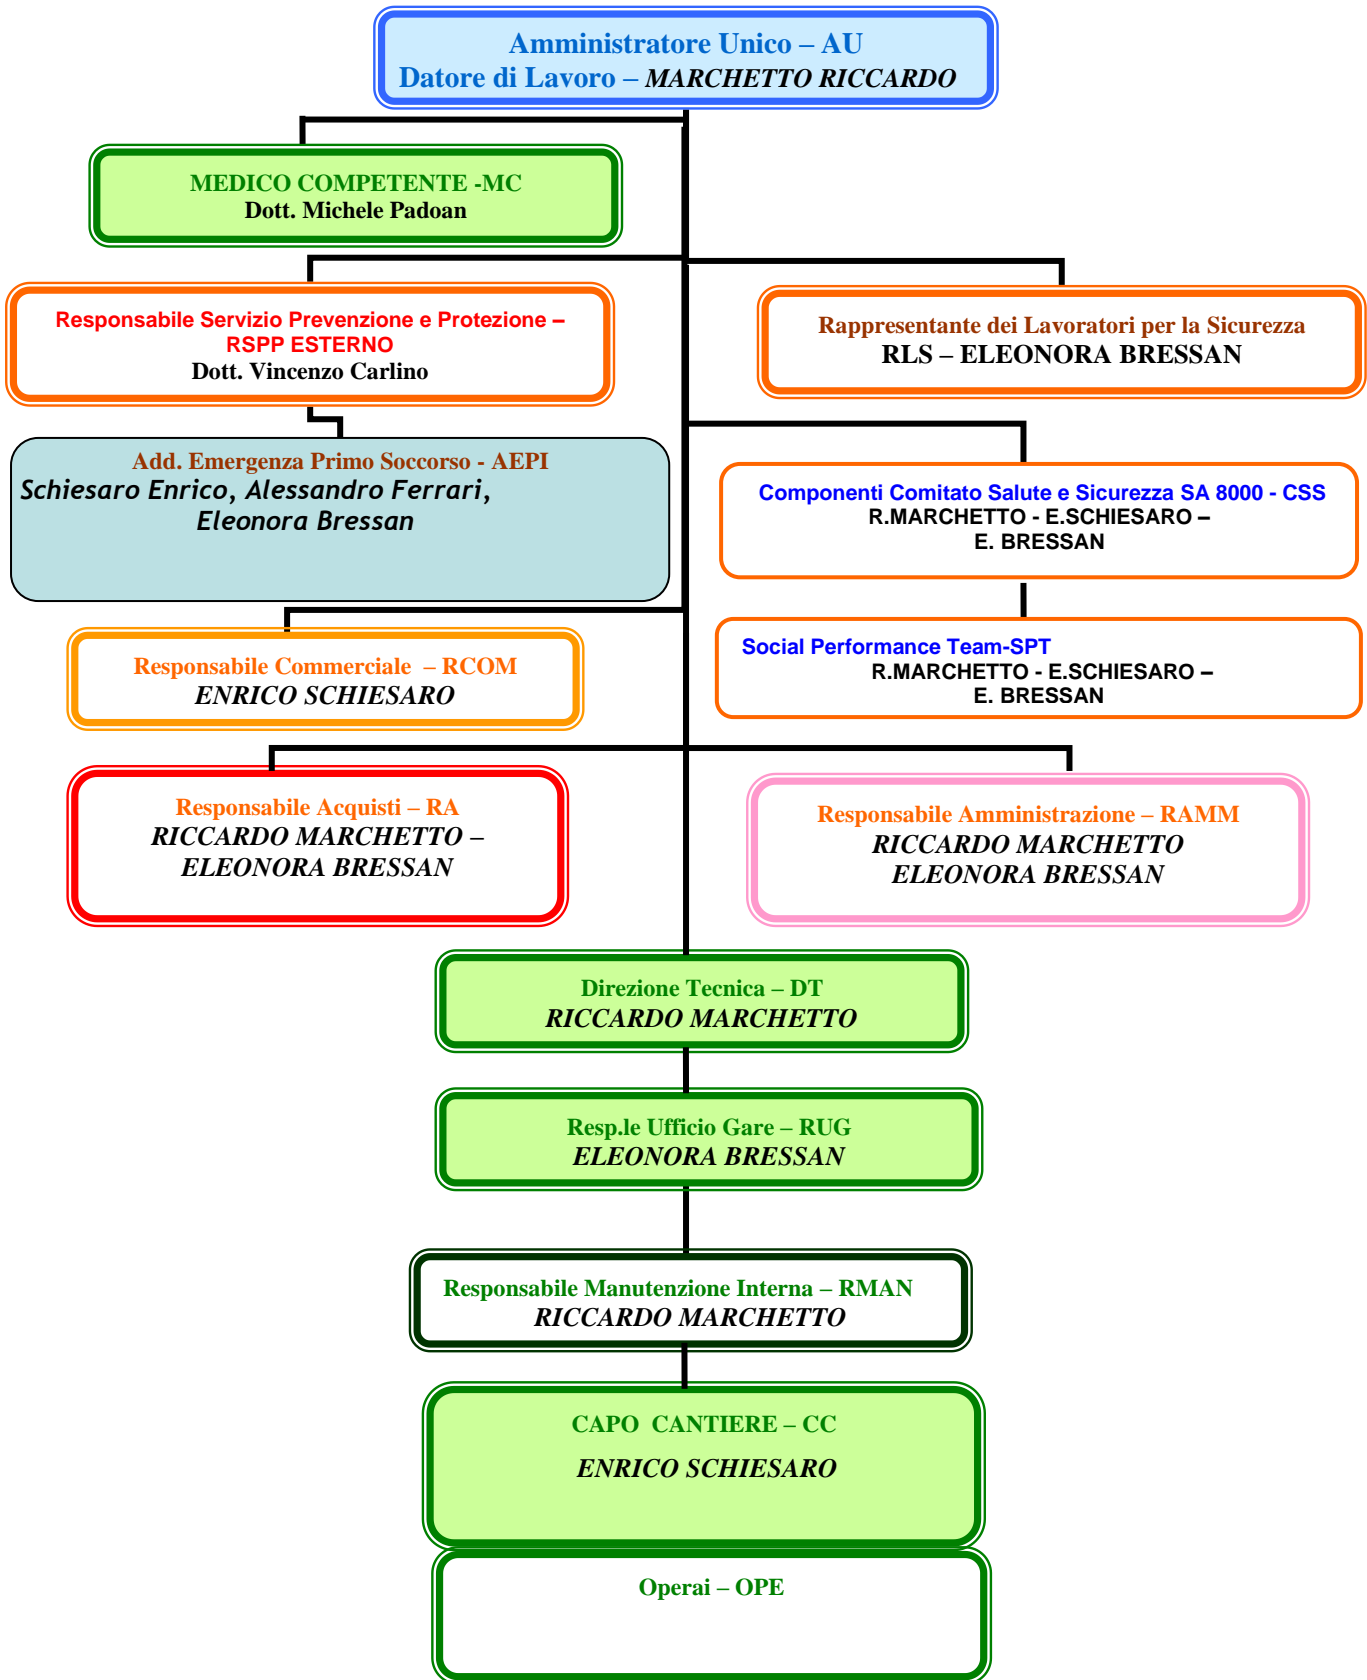 Amministratore Unico – AU
Datore di Lavoro – MARCHETTO RICCARDO
MEDICO COMPETENTE -MC
Dott. Michele Padoan
Responsabile Servizio Prevenzione e Protezione –
RSPP ESTERNO
Dott. Vincenzo Carlino
Rappresentante dei Lavoratori per la Sicurezza
RLS – ELEONORA BRESSAN
Add. Emergenza Primo Soccorso - AEPI
Schiesaro Enrico, Alessandro Ferrari,
Eleonora Bressan
Componenti Comitato Salute e Sicurezza SA 8000 - CSS
R.MARCHETTO - E.SCHIESARO –
E. BRESSAN
Responsabile Commerciale – RCOM
ENRICO SCHIESARO
Social Performance Team-SPT
R.MARCHETTO - E.SCHIESARO –
E. BRESSAN
Responsabile Acquisti – RA
RICCARDO MARCHETTO –
ELEONORA BRESSAN
Responsabile Amministrazione – RAMM
RICCARDO MARCHETTO
ELEONORA BRESSAN
Direzione Tecnica – DT
RICCARDO MARCHETTO
Resp.le Ufficio Gare – RUG
ELEONORA BRESSAN
Responsabile Manutenzione Interna – RMAN
RICCARDO MARCHETTO
CAPO CANTIERE – CC
ENRICO SCHIESARO
Operai – OPE